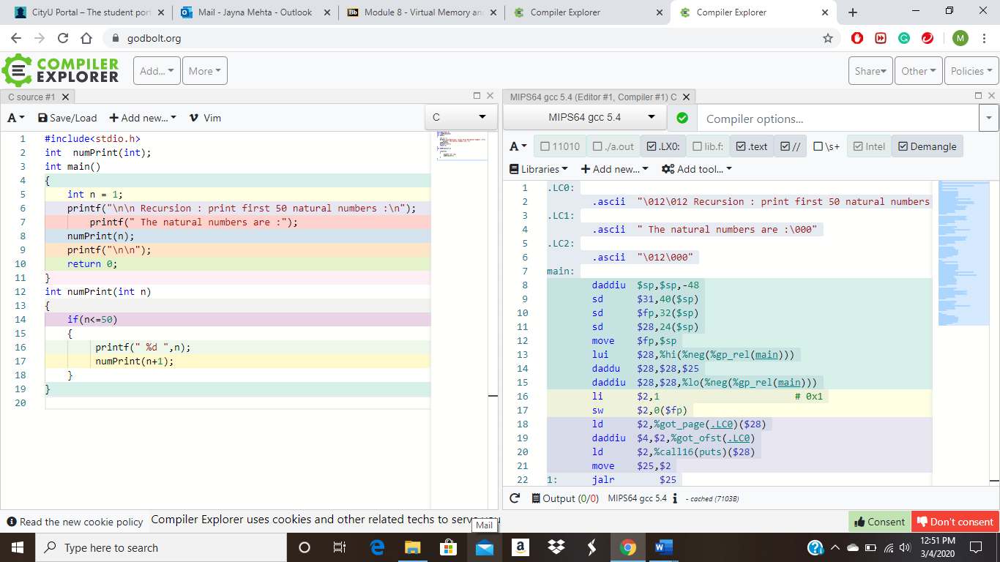 CityU Portal – The student port
Mail - Jayna Mehta - Outlook
Bb Module 8 - Virtual Memory an
Compiler Explorer
Compiler Explorer
godbolt.org
M
COMPILER
EXPLORER
Add...
More
Share
Other
Policies
C source #1
MIPS64 gcc 5.4 (Editor #1, Compiler #1) C
A
Save/Load
Add new...
Vim
C
MIPS64 gcc 5.4
Compiler options...
1 #include<stdio.h>
2 int  numPrint(int);
3 int main()
4 {
5     int n = 1;
6     printf("\n\n Recursion : print first 50 natural numbers :\n");
7         printf(" The natural numbers are :");
8     numPrint(n);
9     printf("\n\n");
10     return 0;
11 }
12 int numPrint(int n)
13 {
14     if(n<=50)
15     {
16          printf(" %d ",n);
17          numPrint(n+1);
18     }
19 }
20
A
11010
./a.out
.LX0:
lib.f:
.text
//
\s+
Intel
Demangle
Libraries
Add new...
Add tool...
1 .LC0:
2         .ascii  "\012\012 Recursion : print first 50 natural numbers
3 .LC1:
4         .ascii  " The natural numbers are :\000"
5 .LC2:
6         .ascii  "\012\000"
7 main:
8         daddiu  $sp,$sp,-48
9         sd      $31,40($sp)
10         sd      $fp,32($sp)
11         sd      $28,24($sp)
12         move    $fp,$sp
13         lui     $28,%hi(%neg(%gp_rel(main)))
14         daddu   $28,$28,$25
15         daddiu  $28,$28,%lo(%neg(%gp_rel(main)))
16         li      $2,1                        # 0x1
17         sw      $2,0($fp)
18         ld      $2,%got_page(.LC0)($28)
19         daddiu  $4,$2,%got_ofst(.LC0)
20         ld      $2,%call16(puts)($28)
21         move    $25,$2
22 1:      jalr        $25
Output (0/0) MIPS64 gcc 5.4 i - cached (7103B)
Read the new cookie policy
Compiler Explorer uses cookies and other related techs to serve you
Mail
Consent
Don't consent
Type here to search
12:51 PM
3/4/2020